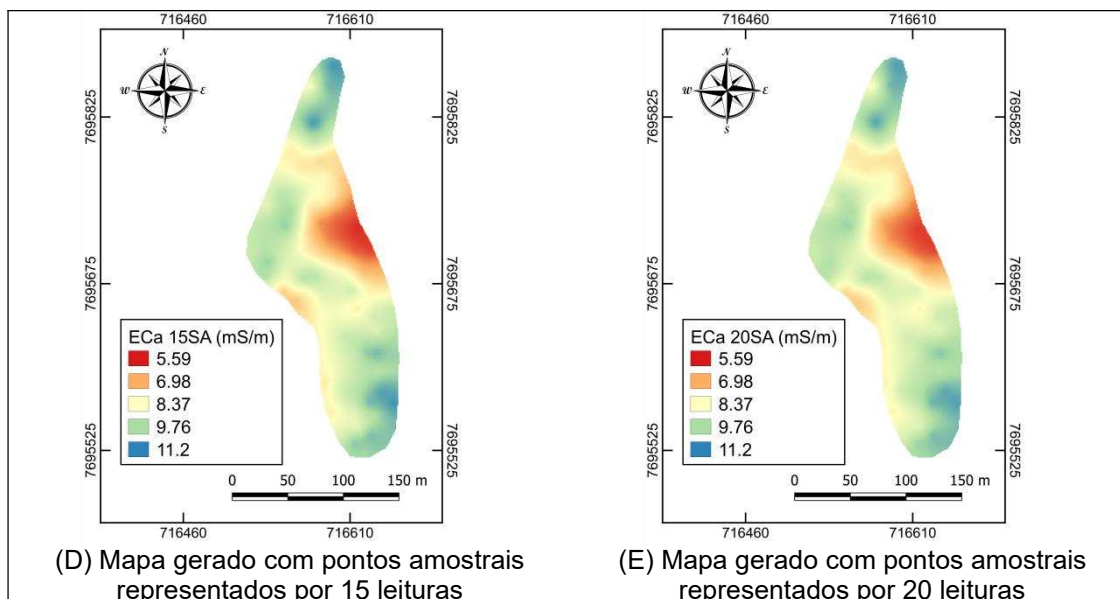 716460 716610
N
W E
S
7695825 7695825
7695675 7695675
7695525 7695525
ECa 15SA (mS/m)
5.59
6.98
8.37
9.76
11.2
0 50 100 150 m
716460 716610
(D) Mapa gerado com pontos amostrais
representados por 15 leituras
716460 716610
N
W E
S
7695825 7695825
7695675 7695675
7695525 7695525
ECa 20SA (mS/m)
5.59
6.98
8.37
9.76
11.2
0 50 100 150 m
716460 716610
(E) Mapa gerado com pontos amostrais
representados por 20 leituras